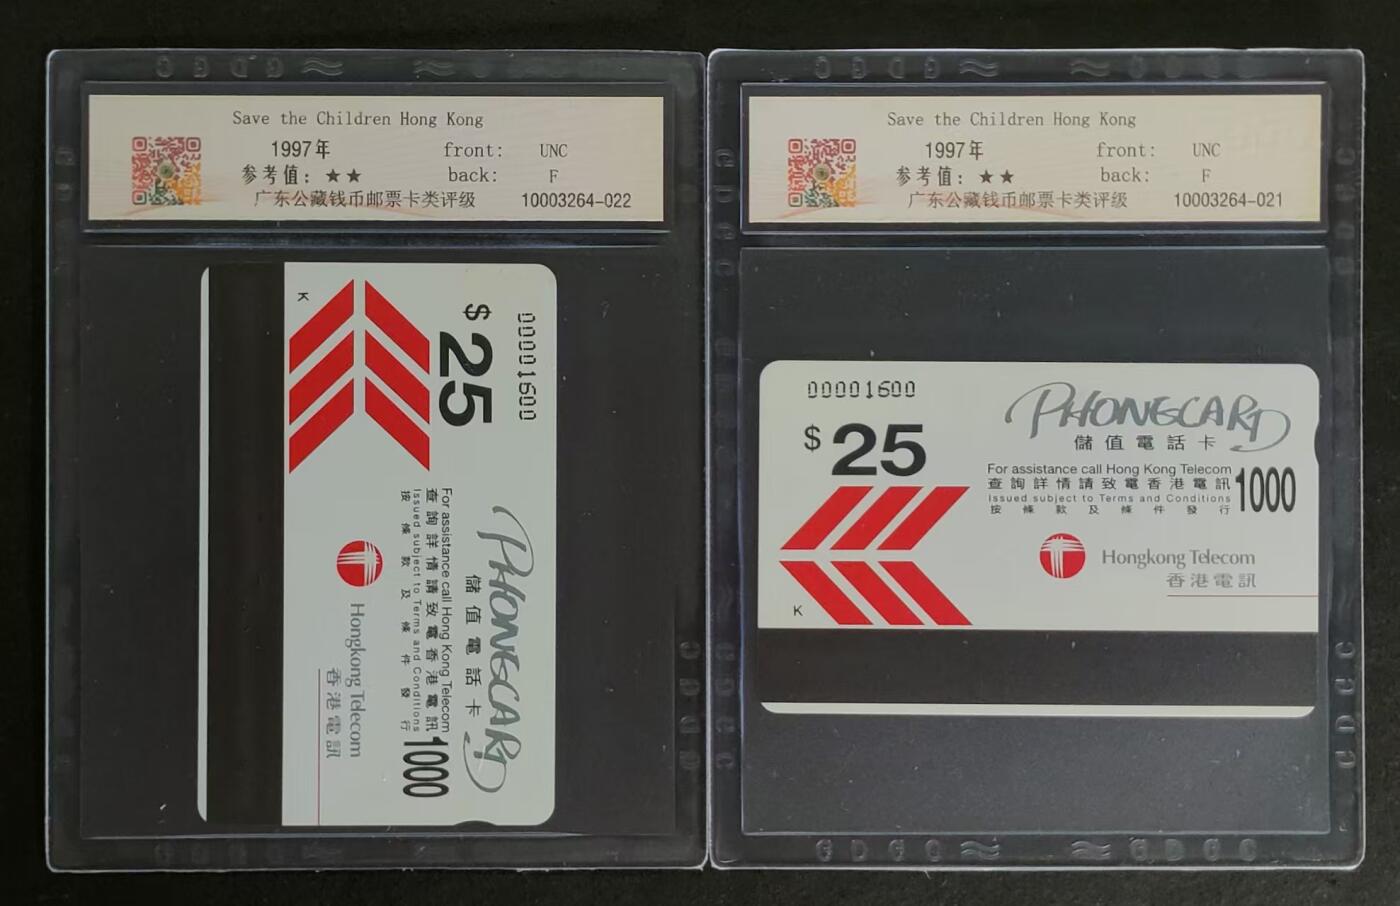 Save the Children Hong Kong
1997年 front: UNC
参考值: ★★ back: F
广东公藏钱币邮票卡类评级 10003264-022
00001600
$25
K
PHONECARD
儲值電話卡
For assistance call Hong Kong Telecom
查詢詳情請致電香港電訊
Issued subject to Terms and Conditions
按條款及條件發行
1000
Hongkong Telecom
香港電訊
Save the Children Hong Kong
1997年 front: UNC
参考值: ★★ back: F
广东公藏钱币邮票卡类评级 10003264-021
00001600
$25
PHONECARD
儲值電話卡
For assistance call Hong Kong Telecom
查詢詳情請致電香港電訊
Issued subject to Terms and Conditions
按條款及條件發行
1000
Hongkong Telecom
香港電訊
K